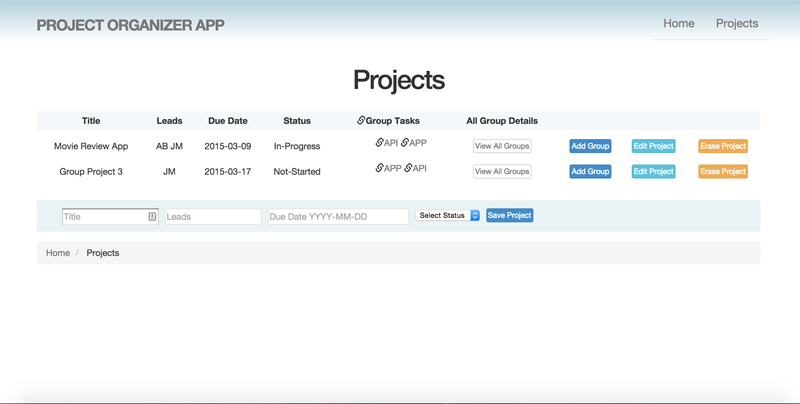 PROJECT ORGANIZER APP Home Projects
Projects
Title Leads Due Date Status Group Tasks All Group Details
Movie Review App AB JM 2015-03-09 In-Progress API APP View All Groups Add Group Edit Project Erase Project
Group Project 3 JM 2015-03-17 Not-Started APP API View All Groups Add Group Edit Project Erase Project
Title Leads Due Date YYYY-MM-DD Select Status Save Project
Home / Projects